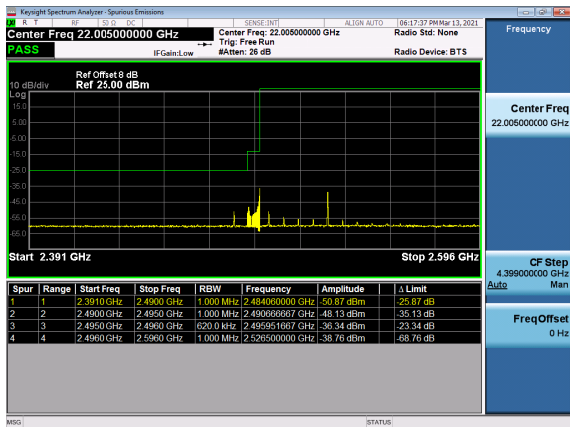 Keysight Spectrum Analyzer - Spurious Emissions
R T RF 50 Ω DC SENSE:INT ALIGN AUTO 06:17:37 PM Mar 13, 2021
Center Freq 22.005000000 GHz
PASS
IFGain:Low
Center Freq: 22.005000000 GHz
Trig: Free Run
#Atten: 26 dB
Radio Std: None
Radio Device: BTS
Ref Offset 8 dB
10 dB/div Ref 25.00 dBm
Log
15.0
5.00
-5.00
-15.0
-25.0
-35.0
-45.0
-55.0
-65.0
Start 2.391 GHz Stop 2.596 GHz
Spur Range Start Freq Stop Freq RBW Frequency Amplitude Δ Limit
1 1 2.3910 GHz 2.4900 GHz 1.000 MHz 2.484060000 GHz -50.87 dBm -25.87 dB
2 2 2.4900 GHz 2.4950 GHz 1.000 MHz 2.490666667 GHz -48.13 dBm -35.13 dB
3 3 2.4950 GHz 2.4960 GHz 620.0 kHz 2.495951667 GHz -36.34 dBm -23.34 dB
4 4 2.4960 GHz 2.5960 GHz 1.000 MHz 2.526500000 GHz -38.76 dBm -68.76 dB
Frequency
Center Freq
22.005000000 GHz
CF Step
4.399000000 GHz
Auto Man
Freq Offset
0 Hz
MSG STATUS